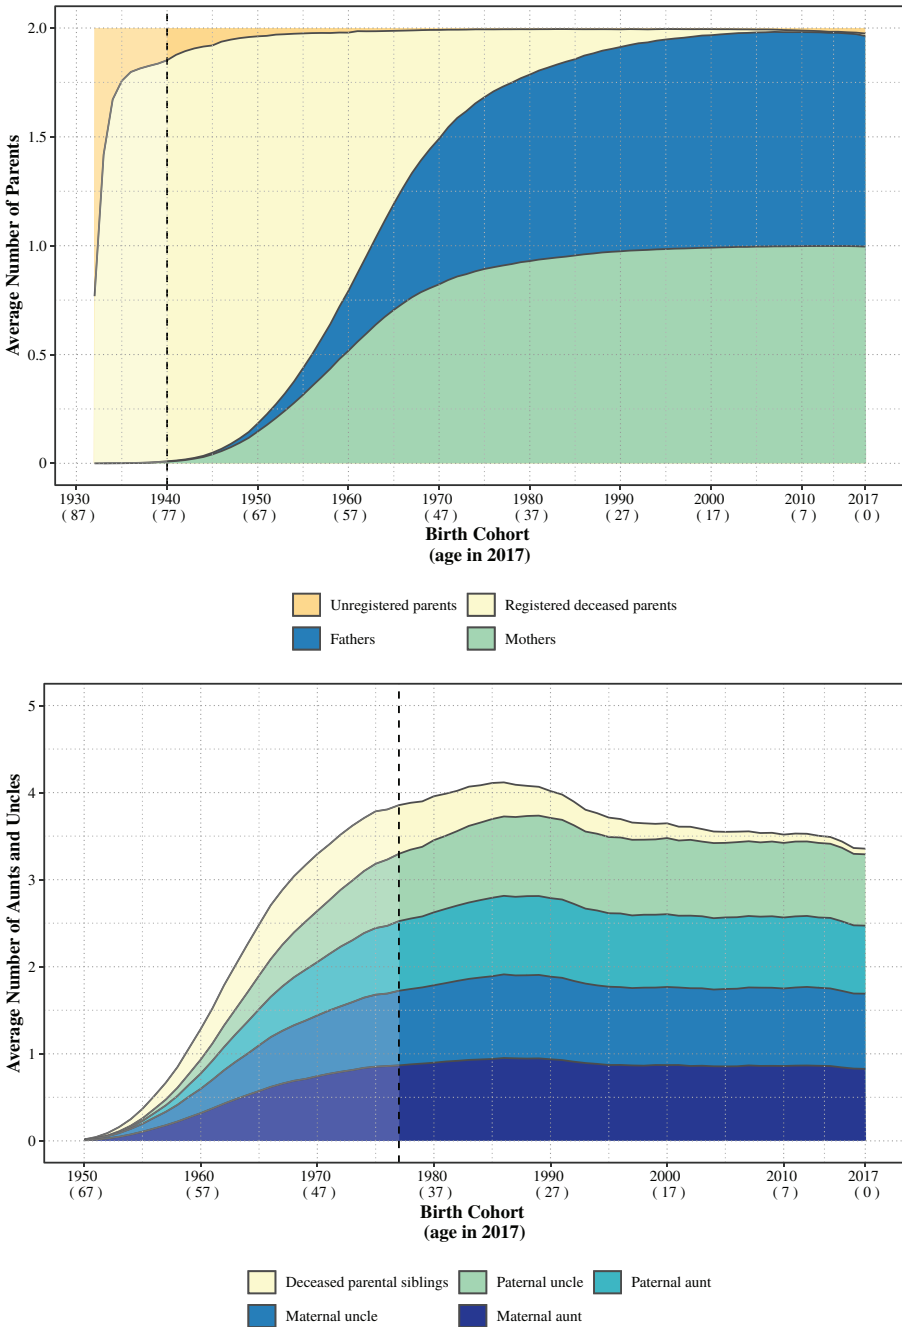 Average Number of Parents
2.0
1.5
1.0
0.5
0
1930 1940 1950 1960 1970 1980 1990 2000 2010 2017
( 87 ) ( 77 ) ( 67 ) ( 57 ) ( 47 ) ( 37 ) ( 27 ) ( 17 ) ( 7 ) ( 0 )
Birth Cohort
(age in 2017)
Unregistered parents Registered deceased parents
Fathers Mothers
Average Number of Aunts and Uncles
5
4
3
2
1
0
1950 1960 1970 1980 1990 2000 2010 2017
( 67 ) ( 57 ) ( 47 ) ( 37 ) ( 27 ) ( 17 ) ( 7 ) ( 0 )
Birth Cohort
(age in 2017)
Deceased parental siblings Paternal uncle Paternal aunt
Maternal uncle Maternal aunt